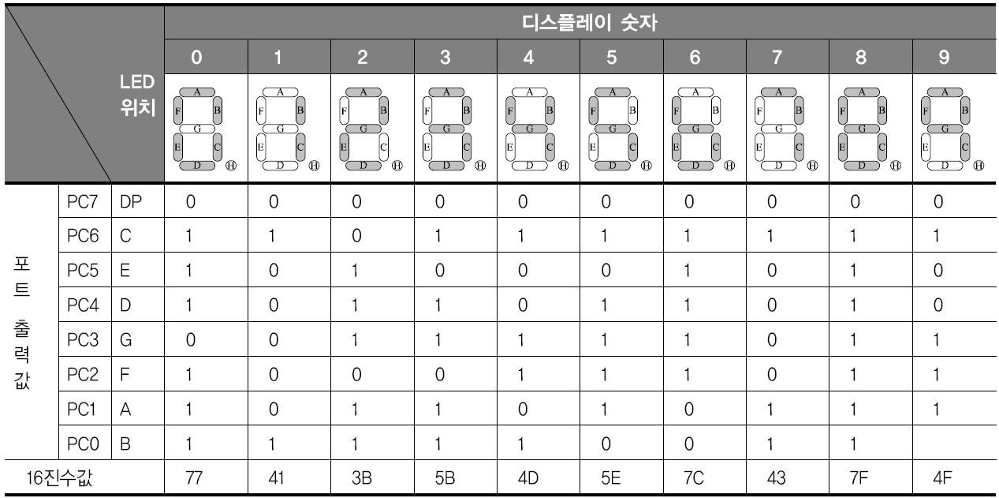 디스플레이 숫자
LED 위치
0 1 2 3 4 5 6 7 8 9
A F B G E C D H
A F B G E C D H
A F B G E C D H
A F B G E C D H
A F B G E C D H
A F B G E C D H
A F B G E C D H
A F B G E C D H
A F B G E C D H
A F B G E C D H
포트 출력값
PC7 DP 0 0 0 0 0 0 0 0 0 0
PC6 C 1 1 0 1 1 1 1 1 1 1
PC5 E 1 0 1 0 0 0 1 0 1 0
PC4 D 1 0 1 1 0 1 1 0 1 0
PC3 G 0 0 1 1 1 1 1 0 1 1
PC2 F 1 0 0 0 1 1 1 0 1 1
PC1 A 1 0 1 1 0 1 0 1 1 1
PC0 B 1 1 1 1 1 0 0 1 1
16진수값 77 41 3B 5B 4D 5E 7C 43 7F 4F